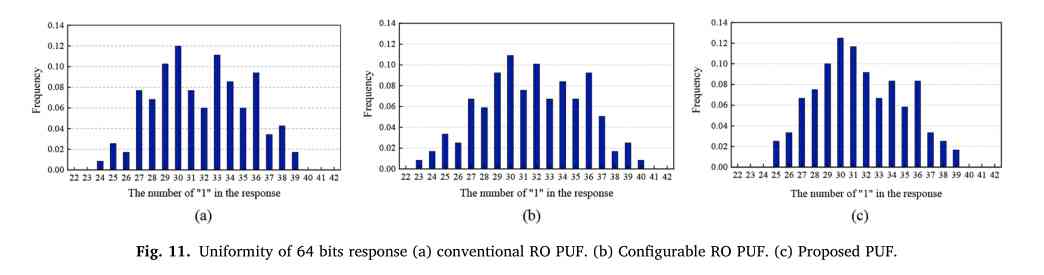 0.14
0.12
0.10
0.08
0.06
0.04
0.02
0.00
Frequency
22 23 24 25 26 27 28 29 30 31 32 33 34 35 36 37 38 39 40 41 42
The number of "1" in the response
(a)
0.14
0.12
0.10
0.08
0.06
0.04
0.02
0.00
Frequency
22 23 24 25 26 27 28 29 30 31 32 33 34 35 36 37 38 39 40 41 42
The number of "1" in the response
(b)
0.14
0.12
0.10
0.08
0.06
0.04
0.02
0.00
Frequency
22 23 24 25 26 27 28 29 30 31 32 33 34 35 36 37 38 39 40 41 42
The number of "1" in the response
(c)
Fig. 11. Uniformity of 64 bits response (a) conventional RO PUF. (b) Configurable RO PUF. (c) Proposed PUF.